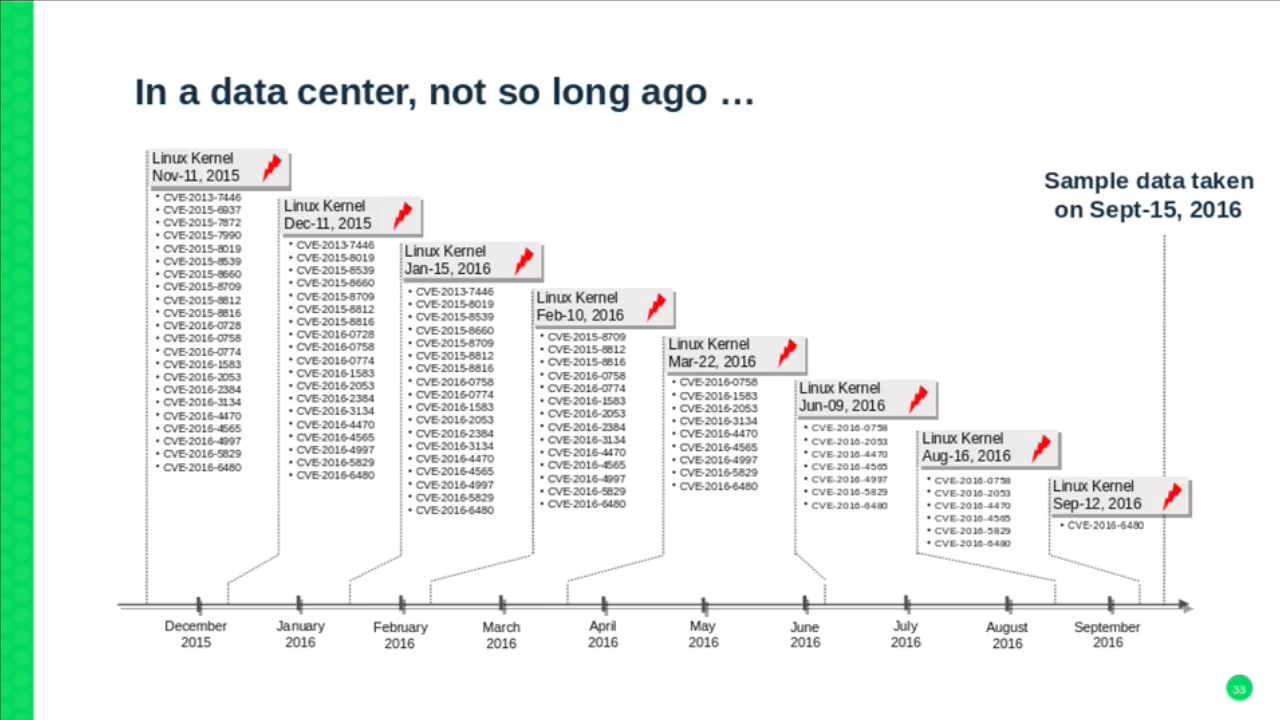 In a data center, not so long ago …
Sample data taken
on Sept-15, 2016
Linux Kernel
Nov-11, 2015
• CVE-2013-7446
• CVE-2015-6937
• CVE-2015-7872
• CVE-2015-7990
• CVE-2015-8019
• CVE-2015-8539
• CVE-2015-8660
• CVE-2015-8709
• CVE-2015-8812
• CVE-2015-8816
• CVE-2016-0728
• CVE-2016-0758
• CVE-2016-0774
• CVE-2016-1583
• CVE-2016-2053
• CVE-2016-2384
• CVE-2016-3134
• CVE-2016-4470
• CVE-2016-4565
• CVE-2016-4997
• CVE-2016-5829
• CVE-2016-6480
Linux Kernel
Dec-11, 2015
• CVE-2013-7446
• CVE-2015-8019
• CVE-2015-8539
• CVE-2015-8660
• CVE-2015-8709
• CVE-2015-8812
• CVE-2015-8816
• CVE-2016-0728
• CVE-2016-0758
• CVE-2016-0774
• CVE-2016-1583
• CVE-2016-2053
• CVE-2016-2384
• CVE-2016-3134
• CVE-2016-4470
• CVE-2016-4565
• CVE-2016-4997
• CVE-2016-5829
• CVE-2016-6480
Linux Kernel
Jan-15, 2016
• CVE-2013-7446
• CVE-2015-8019
• CVE-2015-8539
• CVE-2015-8660
• CVE-2015-8709
• CVE-2015-8812
• CVE-2015-8816
• CVE-2016-0758
• CVE-2016-0774
• CVE-2016-1583
• CVE-2016-2053
• CVE-2016-2384
• CVE-2016-3134
• CVE-2016-4470
• CVE-2016-4565
• CVE-2016-4997
• CVE-2016-5829
• CVE-2016-6480
Linux Kernel
Feb-10, 2016
• CVE-2015-8709
• CVE-2015-8812
• CVE-2015-8816
• CVE-2016-0758
• CVE-2016-0774
• CVE-2016-1583
• CVE-2016-2053
• CVE-2016-2384
• CVE-2016-3134
• CVE-2016-4470
• CVE-2016-4565
• CVE-2016-4997
• CVE-2016-5829
• CVE-2016-6480
Linux Kernel
Mar-22, 2016
• CVE-2016-0758
• CVE-2016-1583
• CVE-2016-2053
• CVE-2016-3134
• CVE-2016-4470
• CVE-2016-4565
• CVE-2016-4997
• CVE-2016-5829
• CVE-2016-6480
Linux Kernel
Jun-09, 2016
• CVE-2016-0758
• CVE-2016-2053
• CVE-2016-4470
• CVE-2016-4565
• CVE-2016-4997
• CVE-2016-5829
• CVE-2016-6480
Linux Kernel
Aug-16, 2016
• CVE-2016-0758
• CVE-2016-2053
• CVE-2016-4470
• CVE-2016-4565
• CVE-2016-5829
• CVE-2016-6480
Linux Kernel
Sep-12, 2016
• CVE-2016-6480
December
2015
January
2016
February
2016
March
2016
April
2016
May
2016
June
2016
July
2016
August
2016
September
2016
33